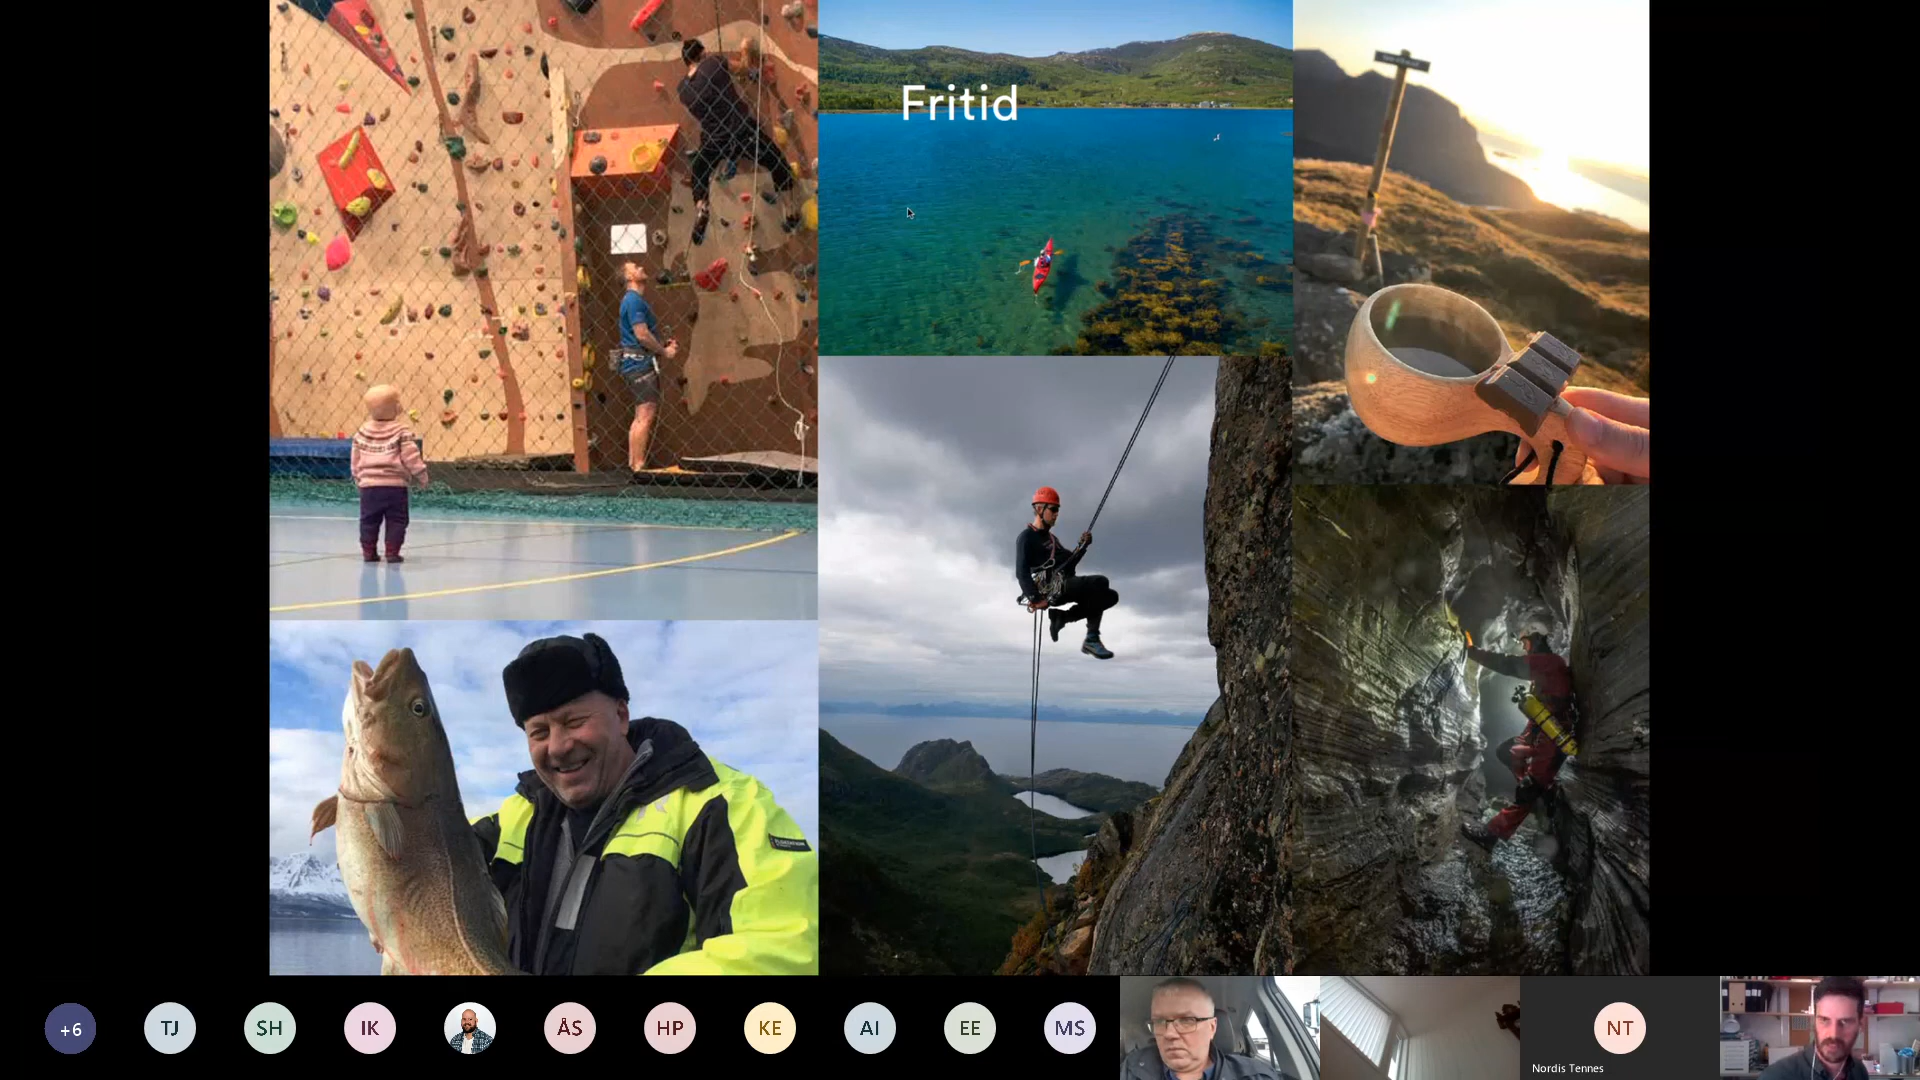 Fritid
+6
TJ
SH
IK
ÅS
HP
KE
AI
EE
MS
NT
Nordis Tennes